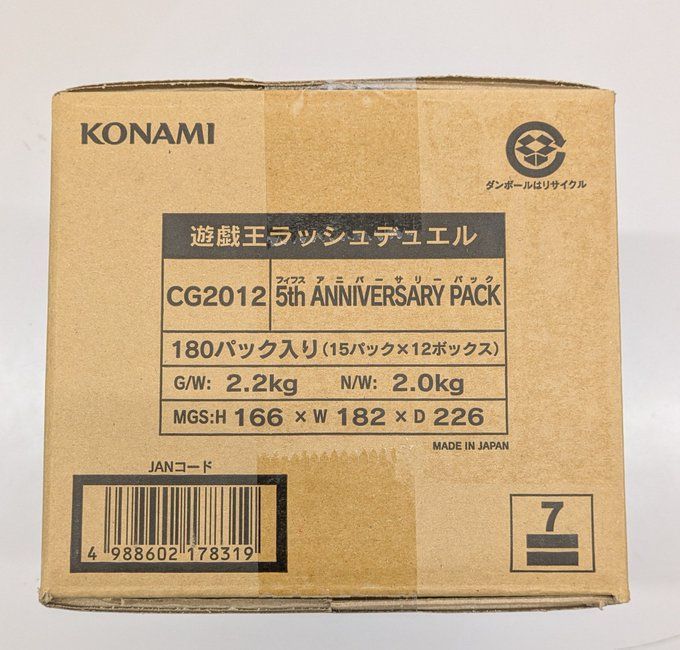 KONAMI
ダンボールはリサイクル
遊戯王ラッシュデュエル
フィフス アニバーサリーパック
CG2012 5th ANNIVERSARY PACK
180パック入り(15パック×12ボックス)
G/W: 2.2kg N/W: 2.0kg
MGS:H 166 × W 182 × D 226
MADE IN JAPAN
JANコード
4 988602 178319
7